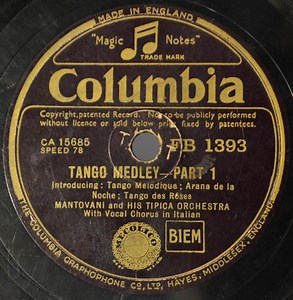 MADE IN ENGLAND
"Magic Notes"
TRADE MARK
Columbia
Copyright, patented Record. Not to be publicly performed
without licence or sold below price fixed by patentees.
CA 15685
SPEED 78
FB 1393
TANGO MEDLEY—PART 1
Introducing: Tango Melodique; Arana de la
Noche; Tango des Roses
MANTOVANI and HIS TIPICA ORCHESTRA
With Vocal Chorus in Italian
BIEM
THE COLUMBIA GRAPHOPHONE CO., LTD., HAYES, MIDDLESEX, ENGLAND.